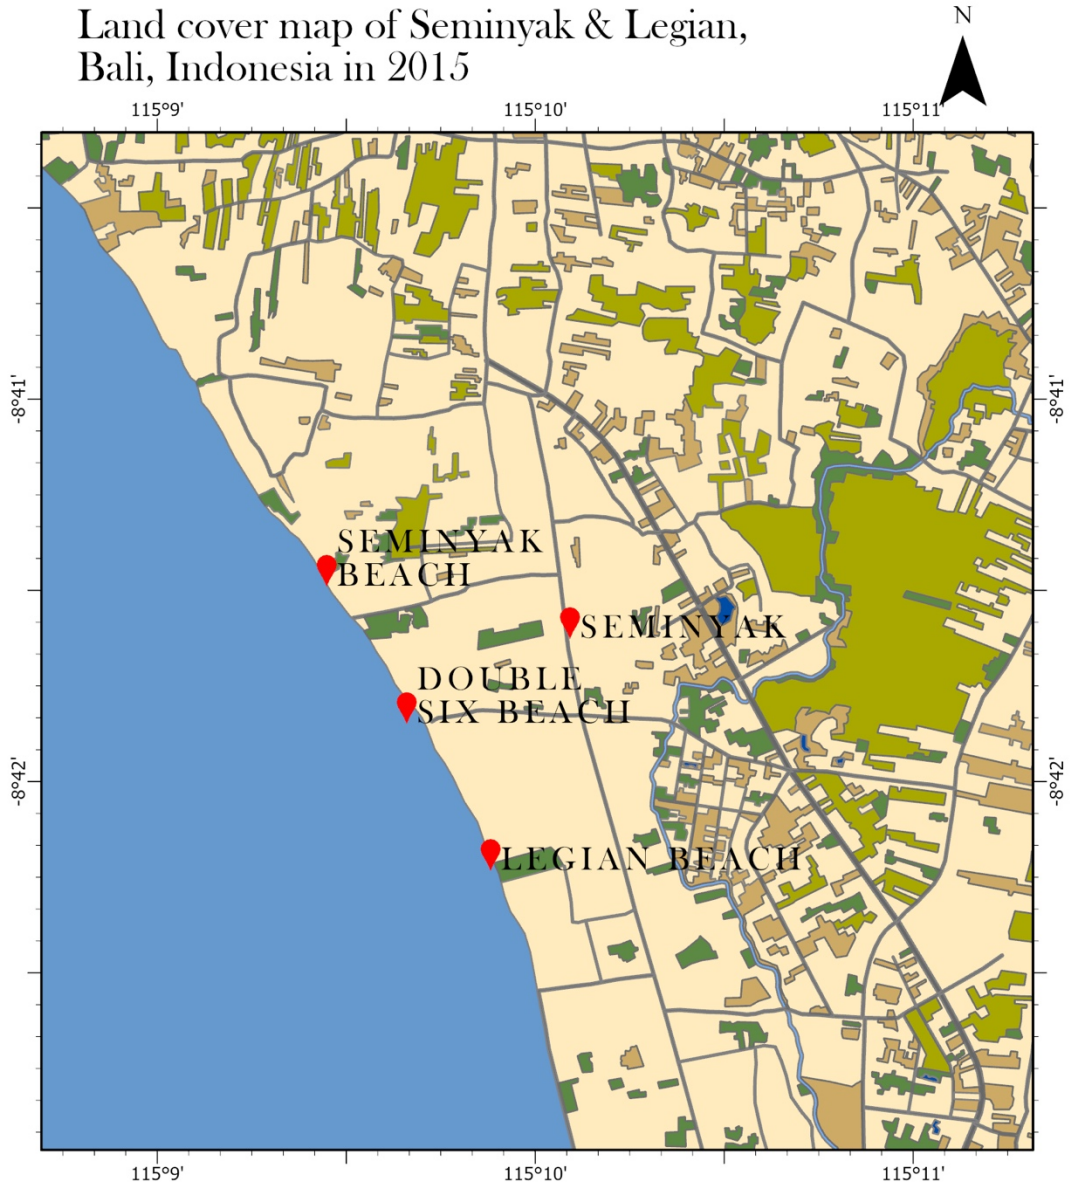 Land cover map of Seminyak & Legian,
Bali, Indonesia in 2015
N
115°9'
115°10'
115°11'
-8°41'
-8°41'
SEMINYAK
BEACH
SEMINYAK
DOUBLE
SIX BEACH
-8°42'
-8°42'
LEGIAN BEACH
115°9'
115°10'
115°11'